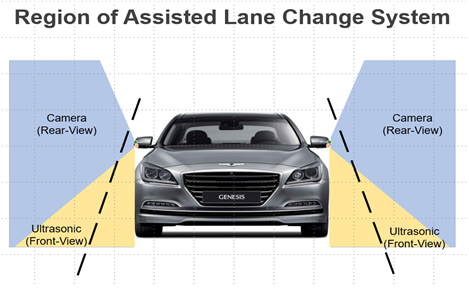 Region of Assisted Lane Change System
Camera
(Rear-View)
Camera
(Rear-View)
GENESIS
Ultrasonic
(Front-View)
Ultrasonic
(Front-View)